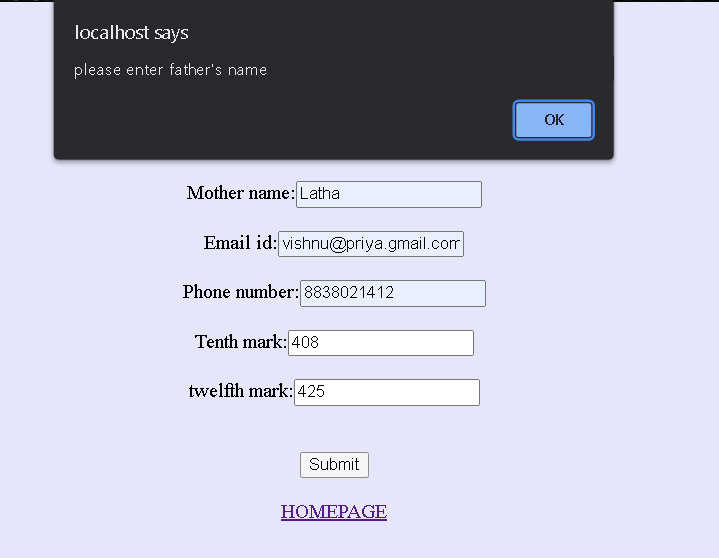 localhost says
please enter father's name
OK
Mother name: Latha
Email id: vishnu@priya.gmail.com
Phone number: 8838021412
Tenth mark: 408
twelfth mark: 425
Submit
HOMEPAGE